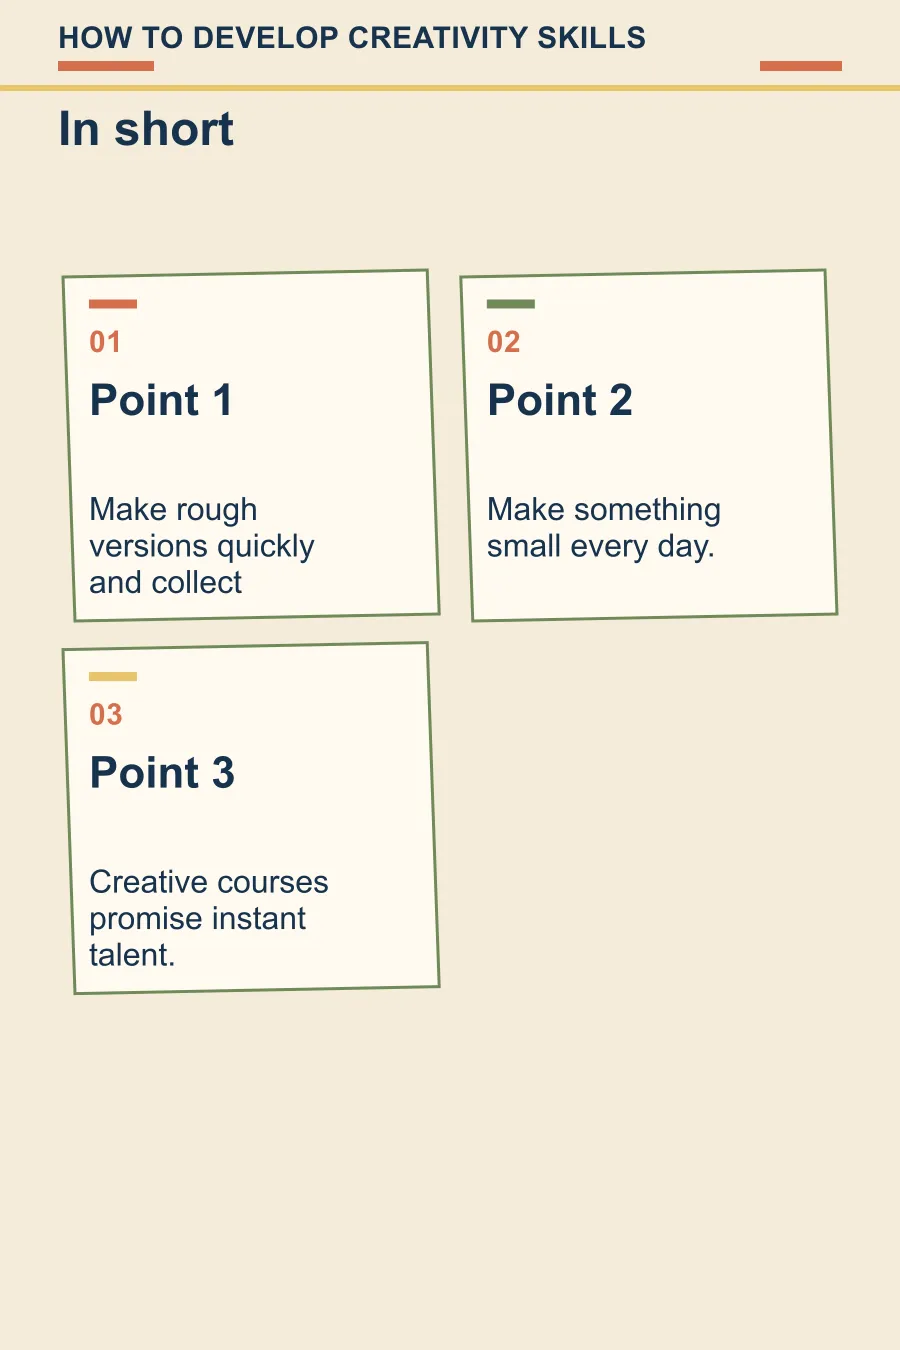 HOW TO DEVELOP CREATIVITY SKILLS
In short
01
Point 1
Make rough
versions quickly
and collect
02
Point 2
Make something
small every day.
03
Point 3
Creative courses
promise instant
talent.